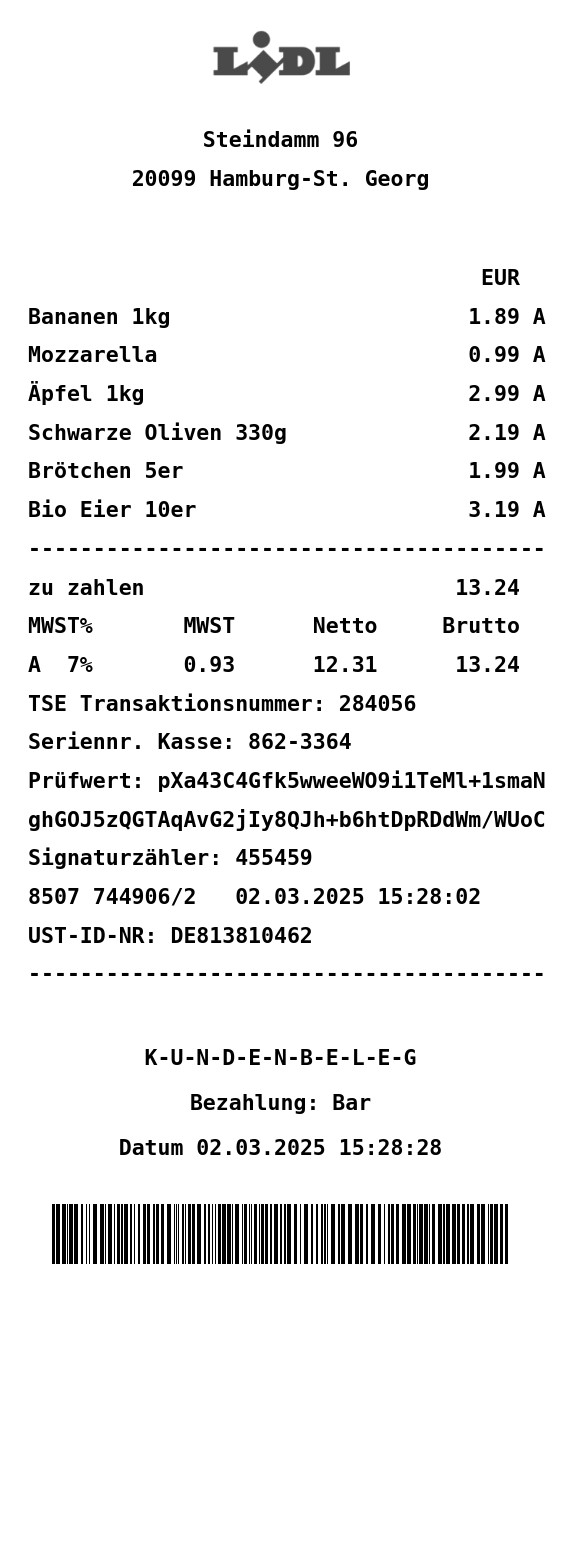 LIDL
Steindamm 96
20099 Hamburg-St. Georg
EUR
Bananen 1kg 1.89 A
Mozzarella 0.99 A
Äpfel 1kg 2.99 A
Schwarze Oliven 330g 2.19 A
Brötchen 5er 1.99 A
Bio Eier 10er 3.19 A
----------------------------------------
zu zahlen 13.24
MWST% MWST Netto Brutto
A 7% 0.93 12.31 13.24
TSE Transaktionsnummer: 284056
Seriennr. Kasse: 862-3364
Prüfwert: pXa43C4Gfk5wweeWO9i1TeMl+1smaN
ghGOJ5zQGTAqAvG2jIy8QJh+b6htDpRDdWm/WUoC
Signaturzähler: 455459
8507 744906/2 02.03.2025 15:28:02
UST-ID-NR: DE813810462
----------------------------------------
K-U-N-D-E-N-B-E-L-E-G
Bezahlung: Bar
Datum 02.03.2025 15:28:28